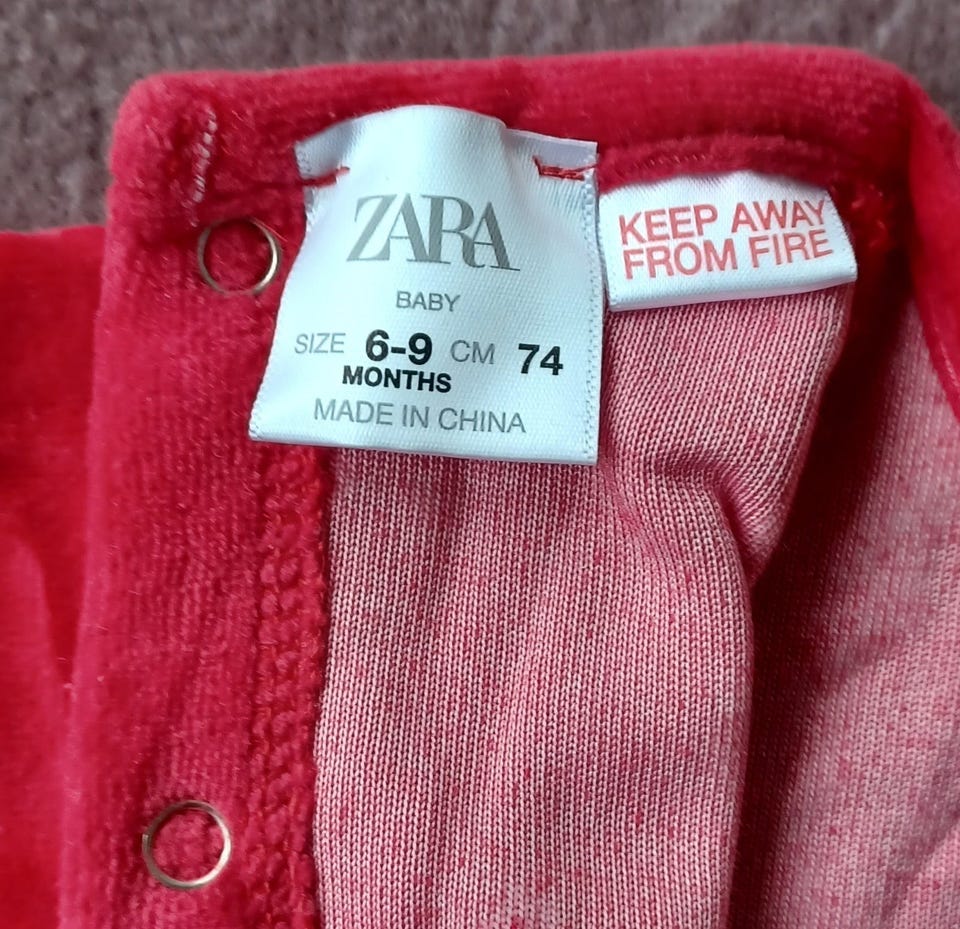 ZARA
BABY
SIZE 6-9 CM 74
MONTHS
MADE IN CHINA
KEEP AWAY
FROM FIRE